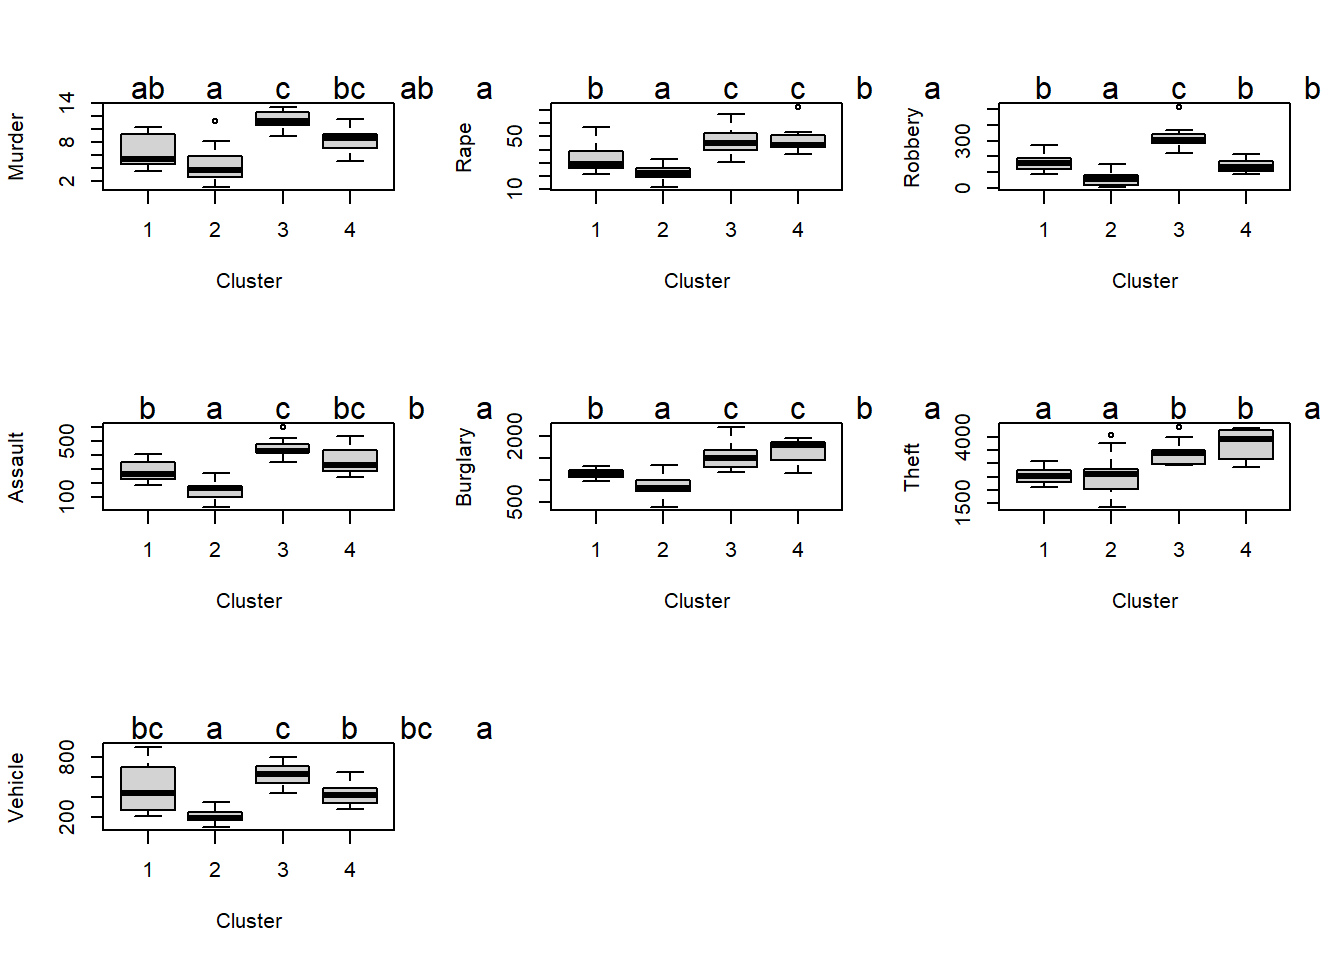 ab a c bc ab a
Murder
14
8
2
1 2 3 4
Cluster
b a c c b a
Rape
50
10
1 2 3 4
Cluster
b a c b b
Robbery
300
0
1 2 3 4
Cluster
b a c bc b a
Assault
500
100
1 2 3 4
Cluster
b a c c b a
Burglary
2000
500
1 2 3 4
Cluster
a a b b a
Theft
4000
1500
1 2 3 4
Cluster
bc a c b bc a
Vehicle
800
200
1 2 3 4
Cluster